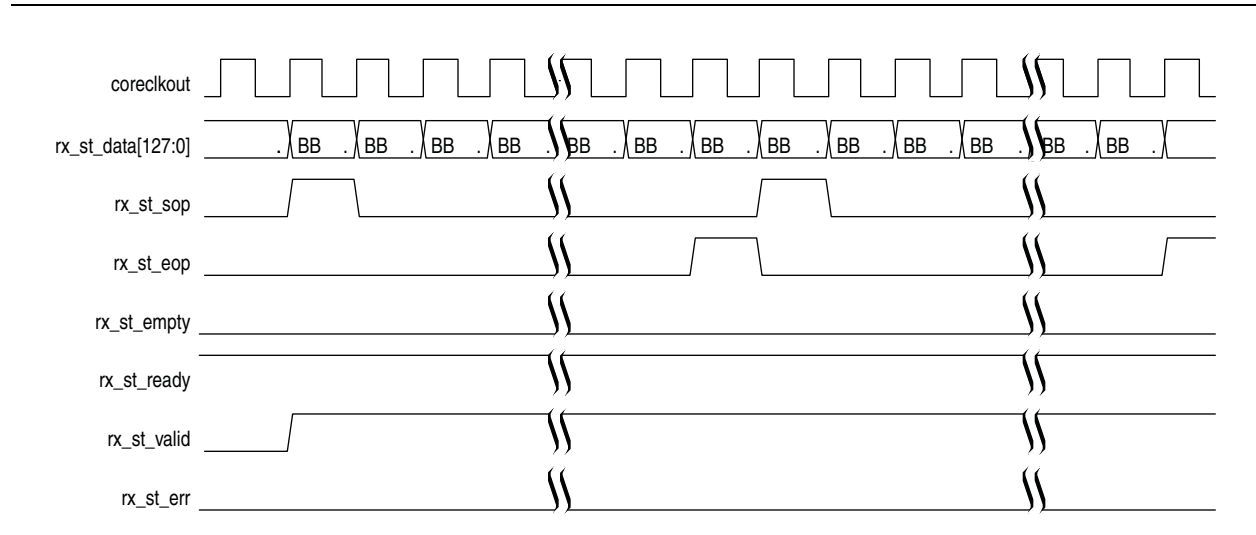 coreclkout
rx_st_data[127:0] . BB . BB . BB . BB . BB . BB . BB . BB . BB . BB . BB . BB . BB .
rx_st_sop
rx_st_eop
rx_st_empty
rx_st_ready
rx_st_valid
rx_st_err